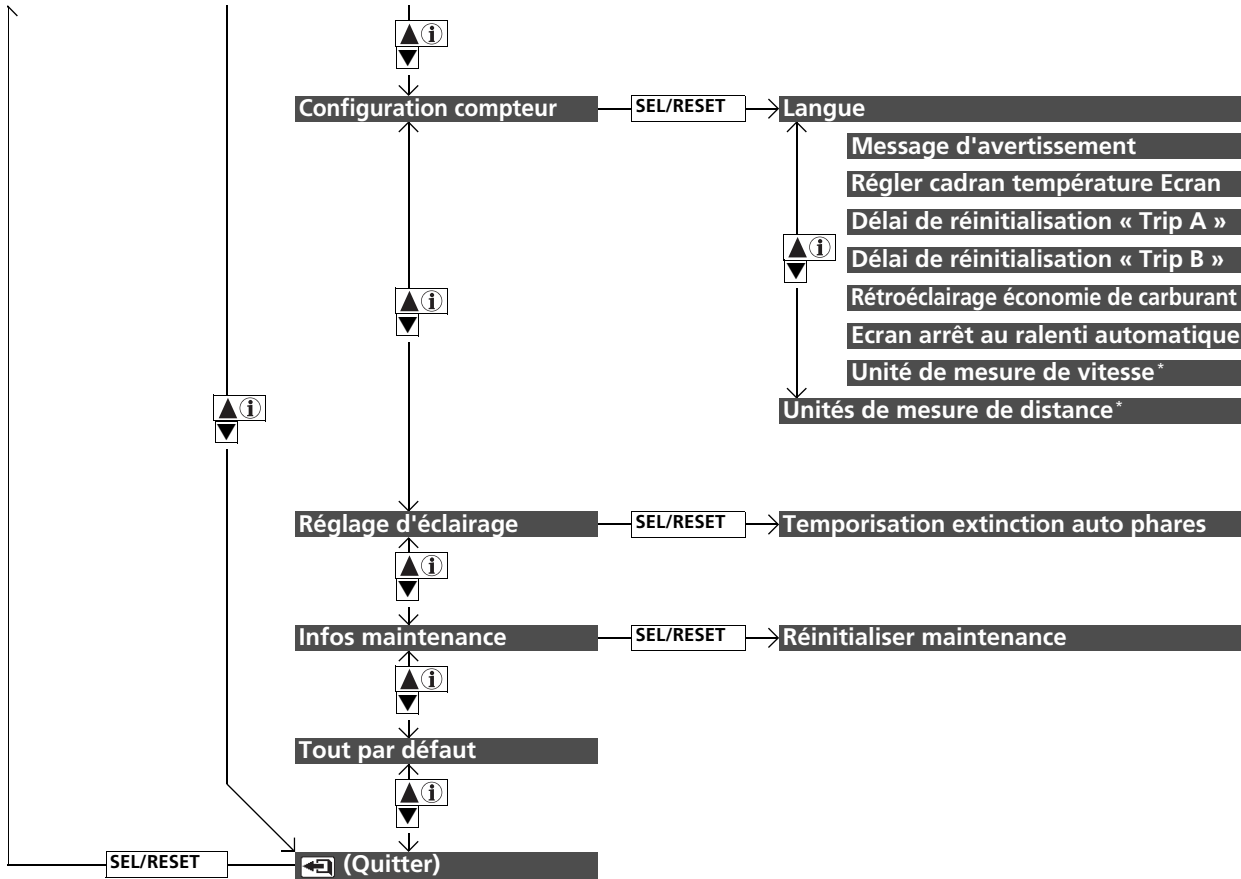 Configuration compteur
SEL/RESET
Langue
Message d'avertissement
Régler cadran température Ecran
Délai de réinitialisation « Trip A »
Délai de réinitialisation « Trip B »
Rétroéclairage économie de carburant
Ecran arrêt au ralenti automatique
Unité de mesure de vitesse*
Unités de mesure de distance*
Réglage d'éclairage
SEL/RESET
Temporisation extinction auto phares
Infos maintenance
SEL/RESET
Réinitialiser maintenance
Tout par défaut
SEL/RESET
(Quitter)